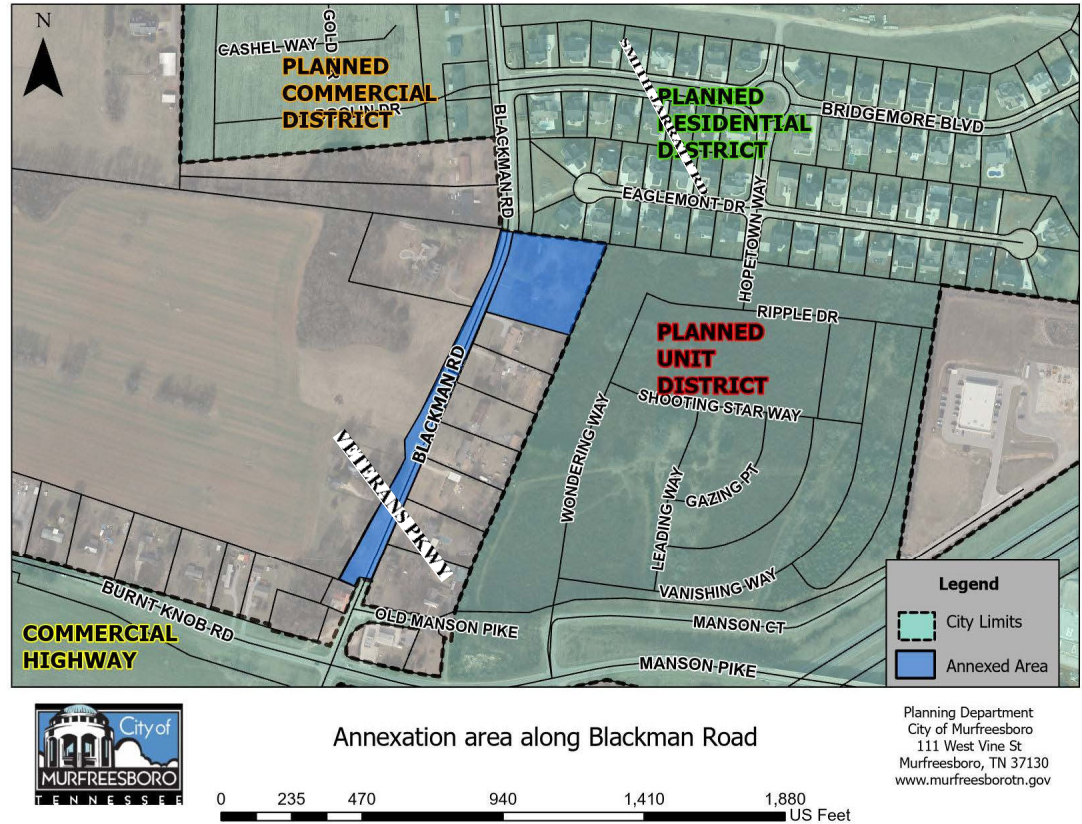 N
CASHEL WAY
GOLD
PLANNED
COMMERCIAL
DISTRICT
DR
BLACKMAN RD
SMITH JARRATT RD
PLANNED
RESIDENTIAL
DISTRICT
BRIDGEMORE BLVD
EAGLEMONT DR
HOPETOWN WAY
RIPPLE DR
PLANNED
UNIT
DISTRICT
SHOOTING STAR WAY
BLACKMAN RD
WONDERING WAY
VETERANS PKWY
LEADING WAY
GAZING PT
VANISHING WAY
BURNT KNOB RD
OLD MANSON PIKE
MANSON CT
MANSON PIKE
COMMERCIAL
HIGHWAY
Legend
City Limits
Annexed Area
City of
MURFREESBORO
TENNESSEE
Annexation area along Blackman Road
Planning Department
City of Murfreesboro
111 West Vine St
Murfreesboro, TN 37130
www.murfreesborotn.gov
0 235 470 940 1,410 1,880
US Feet